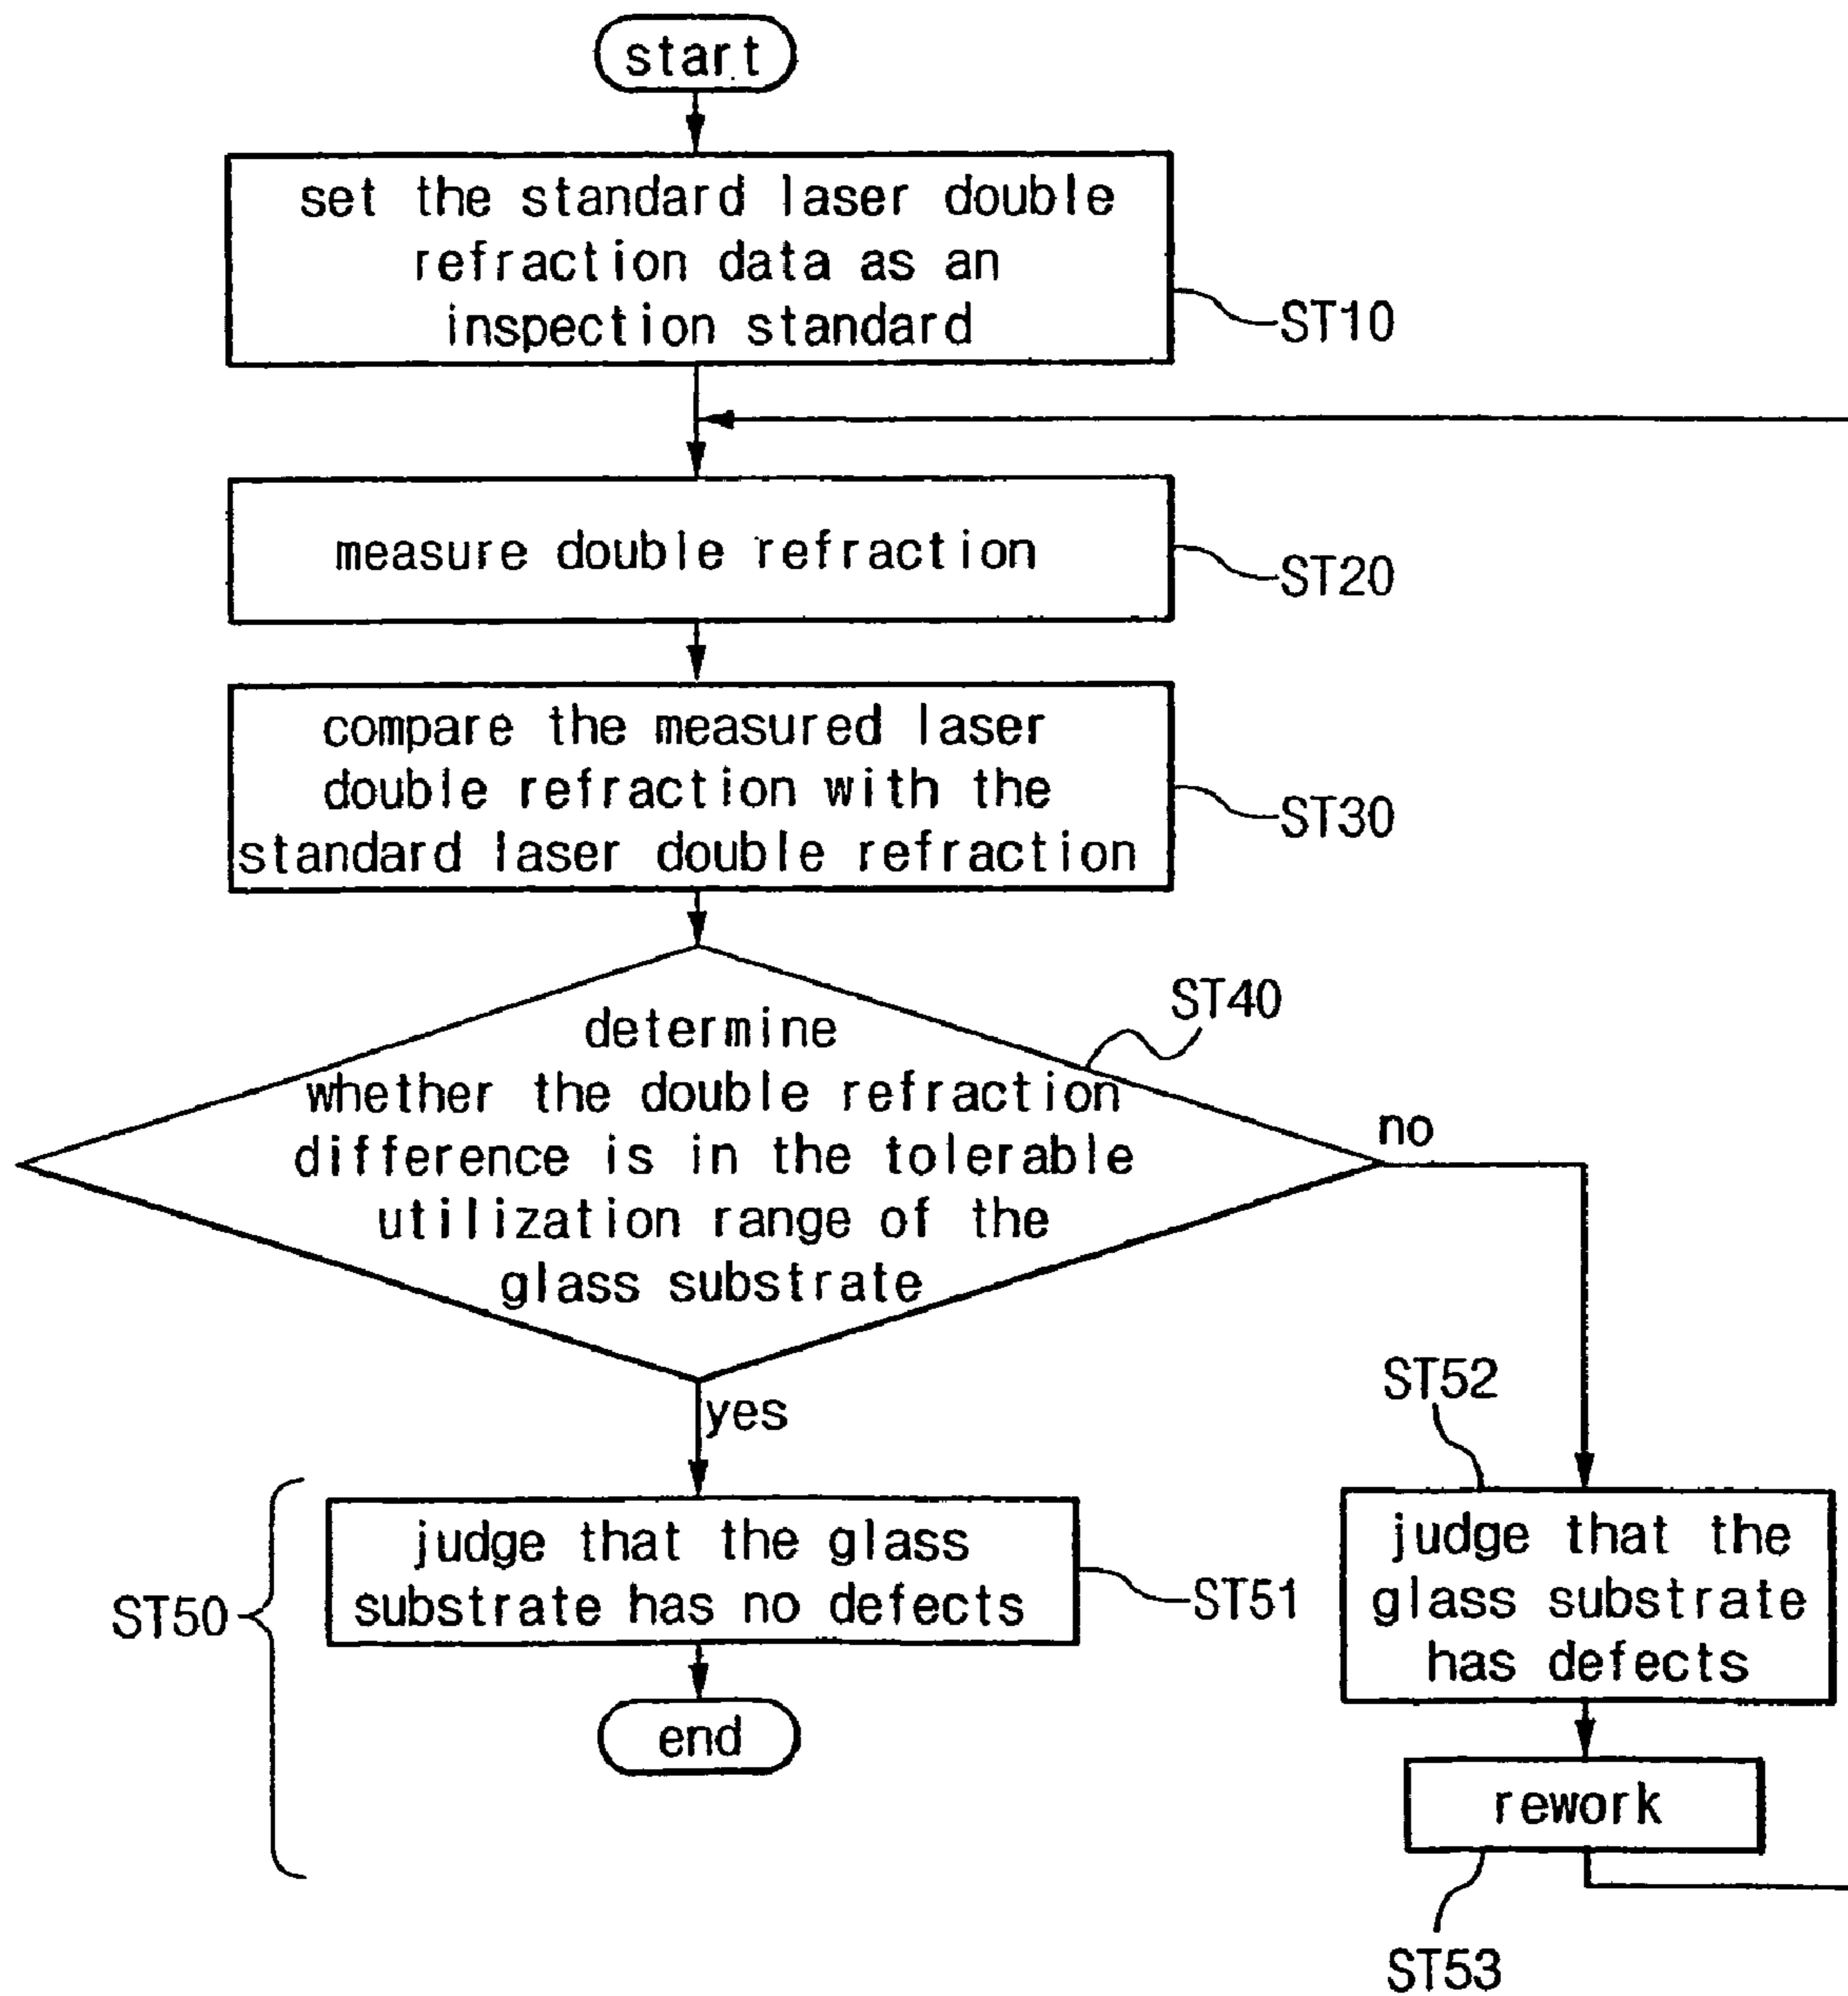 start
set the standard laser double
refraction data as an
inspection standard
ST10
measure double refraction
ST20
compare the measured laser
double refraction with the
standard laser double refraction
ST30
ST40
determine
whether the double refraction
difference is in the tolerable
utilization range of the
glass substrate
no
yes
ST52
judge that the glass
substrate has no defects
ST51
ST50
judge that the
glass substrate
has defects
end
rework
ST53